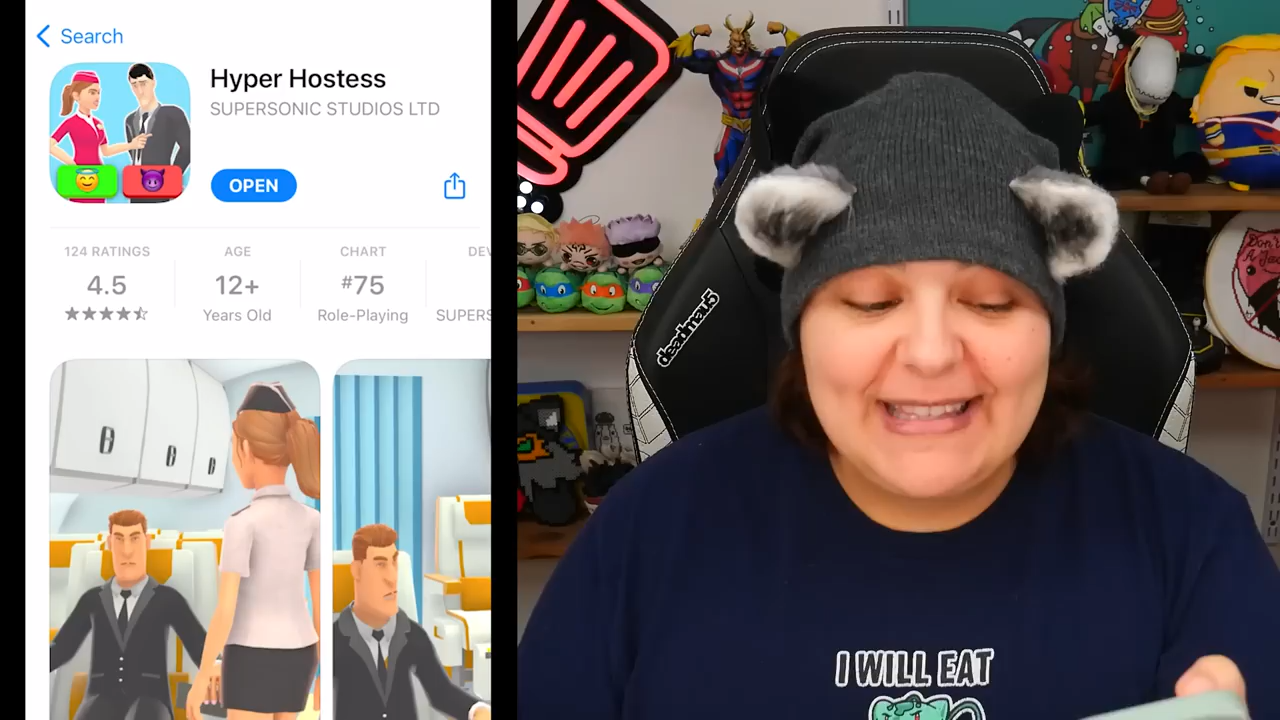 Search
Hyper Hostess
SUPERSONIC STUDIOS LTD
OPEN
124 RATINGS
AGE
CHART
4.5
12+
#75
Years Old
Role-Playing
deadmau5
I WILL EAT